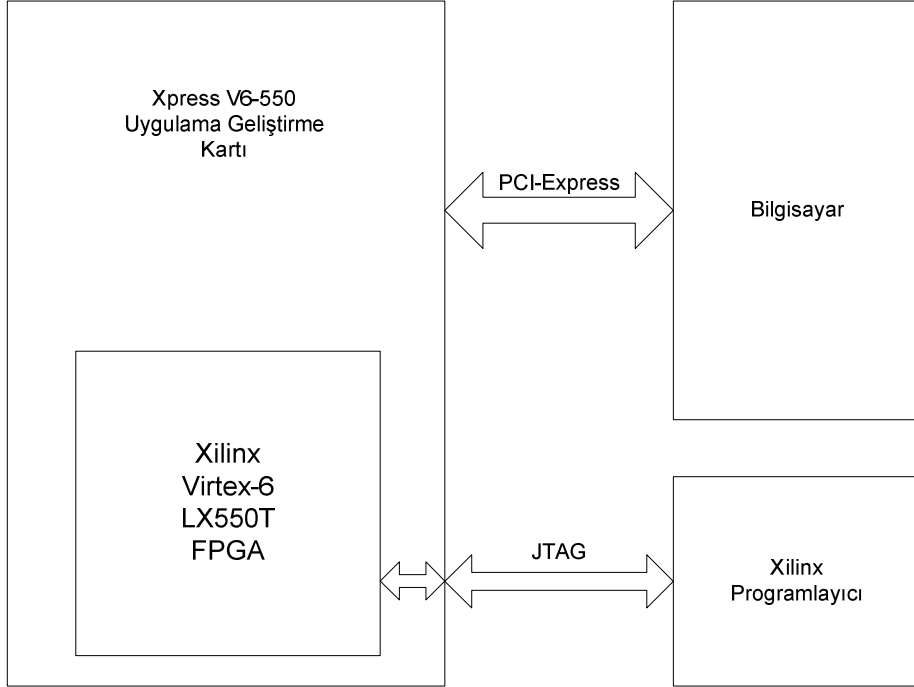 Xpress V6-550
Uygulama Geliştirme
Kartı
PCI-Express
Bilgisayar
Xilinx
Virtex-6
LX550T
FPGA
JTAG
Xilinx
Programlayıcı